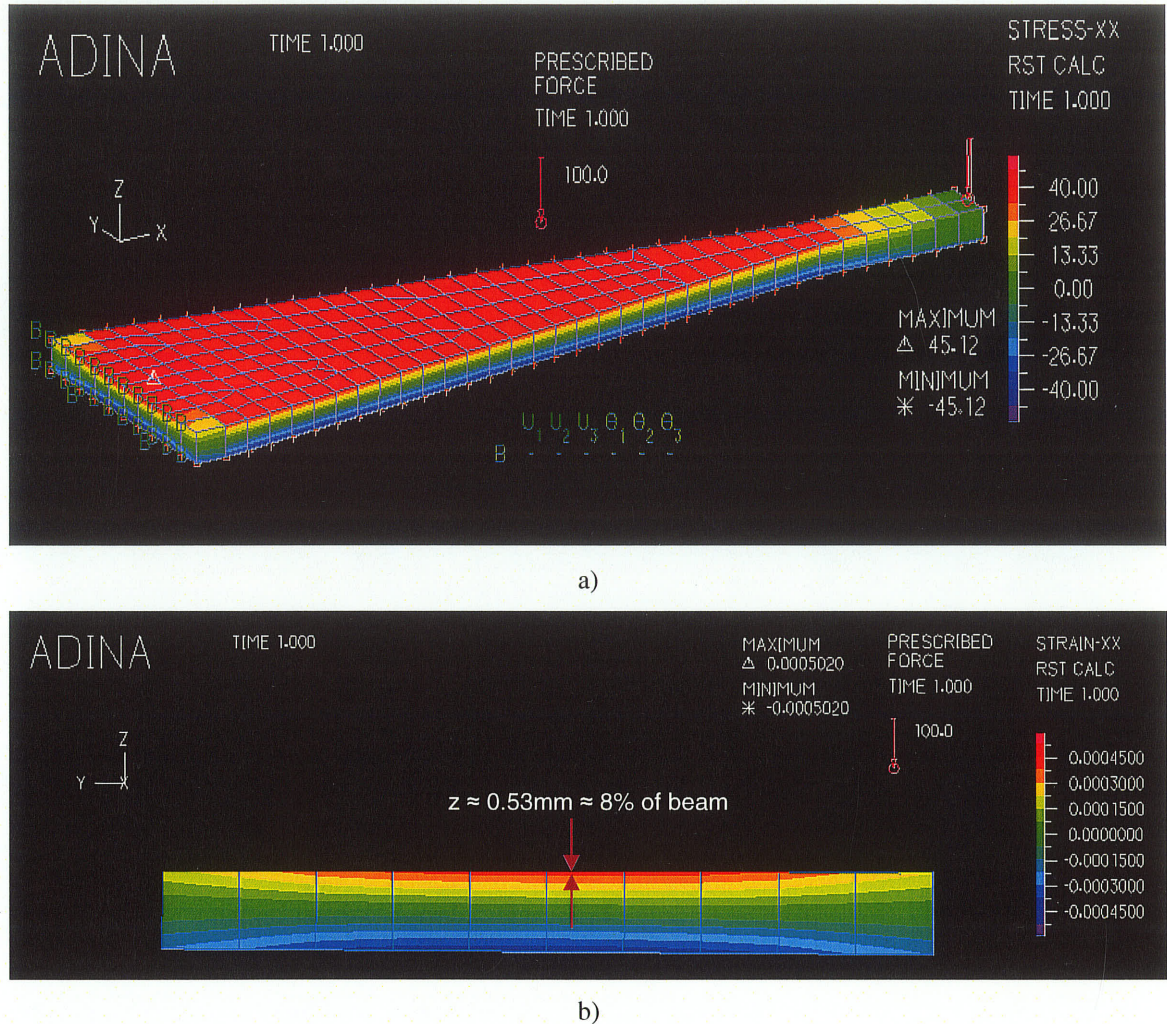 ADINA
TIME 1.000
PRESCRIBED
FORCE
TIME 1.000
100.0
STRESS-XX
RST CALC
TIME 1.000
40.00
26.67
13.33
0.00
-13.33
-26.67
-40.00
MAXIMUM
△ 45.12
MINIMUM
* -45.12
Z
Y X
B
B
B B B B B B B B B B
U1 U2 U3 θ1 θ2 θ3
B - - - - - -
a)
ADINA
TIME 1.000
MAXIMUM
△ 0.0005020
MINIMUM
* -0.0005020
PRESCRIBED
FORCE
TIME 1.000
100.0
STRAIN-XX
RST CALC
TIME 1.000
0.0004500
0.0003000
0.0001500
0.0000000
-0.0001500
-0.0003000
-0.0004500
Z
Y X
z ≈ 0.53mm ≈ 8% of beam
b)